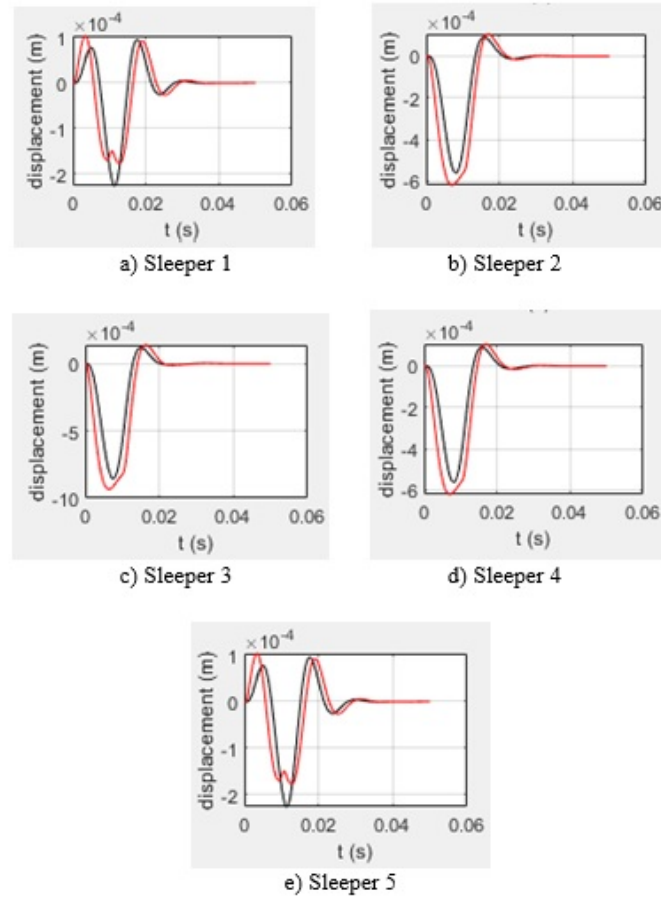 ×10⁻⁴ ×10⁻⁴
displacement (m) 1 0 -1 -2 displacement (m) 0 -2 -4 -6
0 0.02 0.04 0.06 0 0.02 0.04 0.06
t (s) t (s)
a) Sleeper 1 b) Sleeper 2
×10⁻⁴ ×10⁻⁴
displacement (m) 0 -5 -10 displacement (m) 0 -2 -4 -6
0 0.02 0.04 0.06 0 0.02 0.04 0.06
t (s) t (s)
c) Sleeper 3 d) Sleeper 4
×10⁻⁴
displacement (m) 1 0 -1 -2
0 0.02 0.04 0.06
t (s)
e) Sleeper 5